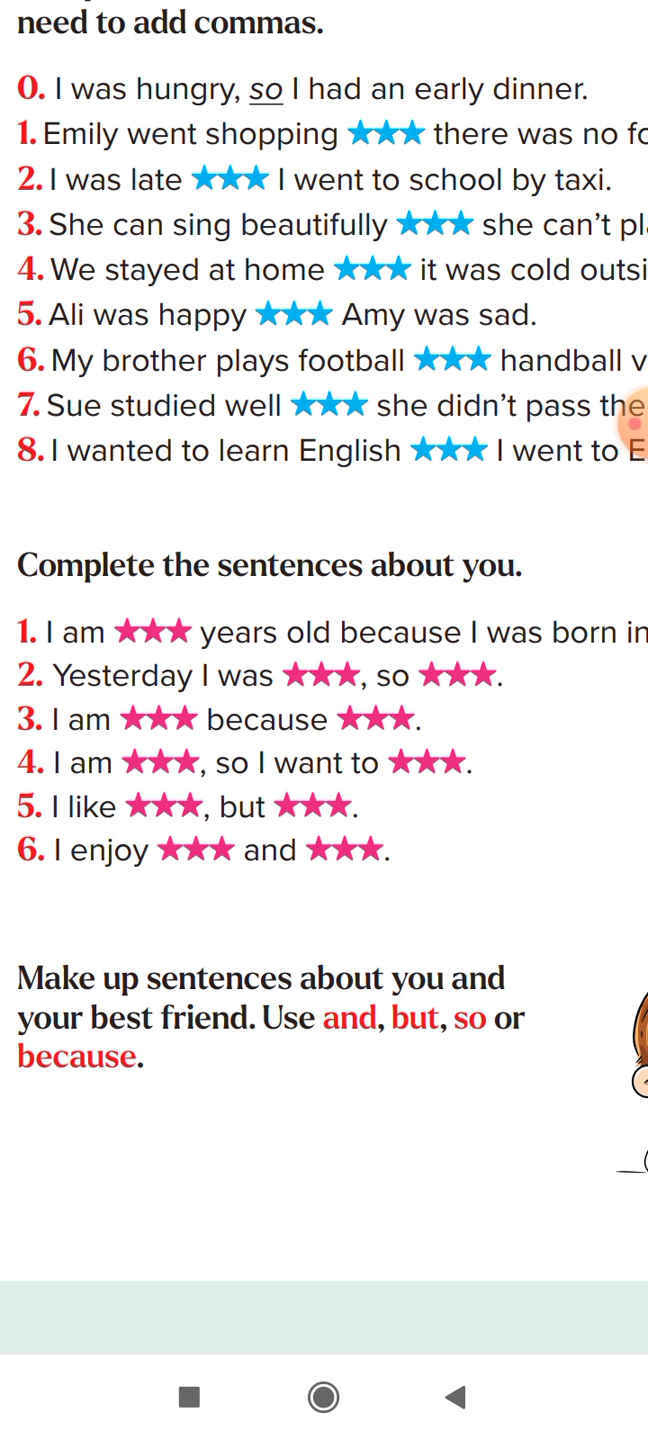 need to add commas.
0. I was hungry, so I had an early dinner.
1. Emily went shopping ★★★ there was no
2. I was late ★★★ I went to school by taxi.
3. She can sing beautifully ★★★ she can't
4. We stayed at home ★★★ it was cold
5. Ali was happy ★★★ Amy was sad.
6. My brother plays football ★★★ handball
7. Sue studied well ★★★ she didn't pass the
8. I wanted to learn English ★★★ I went to
Complete the sentences about you.
1. I am ★★★ years old because I was born in
2. Yesterday I was ★★★, so ★★★.
3. I am ★★★ because ★★★.
4. I am ★★★, so I want to ★★★.
5. I like ★★★, but ★★★.
6. I enjoy ★★★ and ★★★.
Make up sentences about you and
your best friend. Use and, but, so or
because.